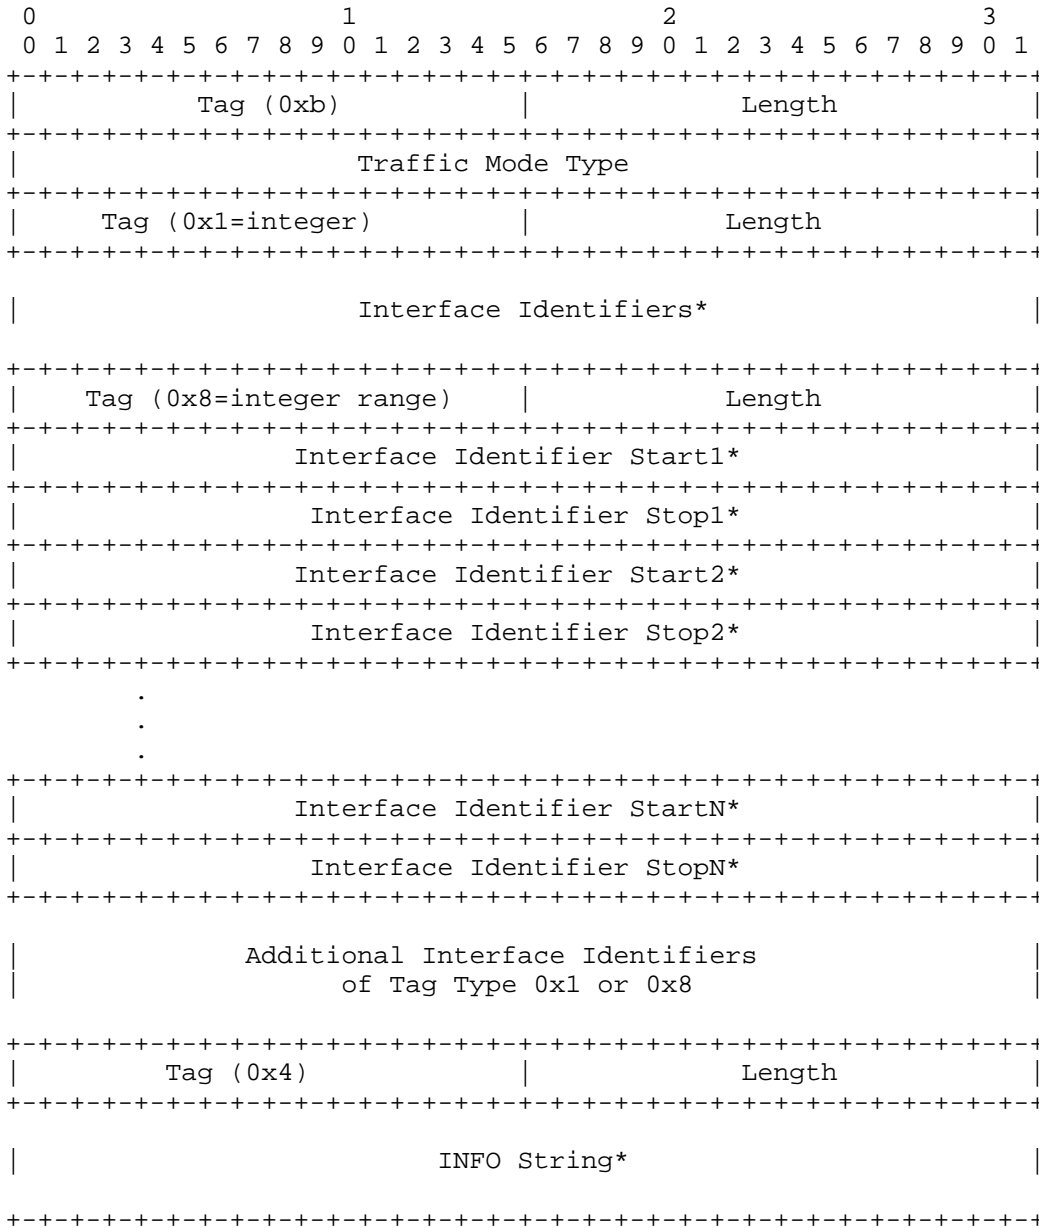 0                   1                   2                   3
0 1 2 3 4 5 6 7 8 9 0 1 2 3 4 5 6 7 8 9 0 1 2 3 4 5 6 7 8 9 0 1
+-+-+-+-+-+-+-+-+-+-+-+-+-+-+-+-+-+-+-+-+-+-+-+-+-+-+-+-+-+-+-+-+
|           Tag (0xb)           |             Length            |
+-+-+-+-+-+-+-+-+-+-+-+-+-+-+-+-+-+-+-+-+-+-+-+-+-+-+-+-+-+-+-+-+
|                     Traffic Mode Type                         |
+-+-+-+-+-+-+-+-+-+-+-+-+-+-+-+-+-+-+-+-+-+-+-+-+-+-+-+-+-+-+-+-+
|     Tag (0x1=integer)         |            Length             |
+-+-+-+-+-+-+-+-+-+-+-+-+-+-+-+-+-+-+-+-+-+-+-+-+-+-+-+-+-+-+-+-+
|                     Interface Identifiers*                    |
+-+-+-+-+-+-+-+-+-+-+-+-+-+-+-+-+-+-+-+-+-+-+-+-+-+-+-+-+-+-+-+-+
|    Tag (0x8=integer range)    |            Length             |
+-+-+-+-+-+-+-+-+-+-+-+-+-+-+-+-+-+-+-+-+-+-+-+-+-+-+-+-+-+-+-+-+
|                 Interface Identifier Start1*                  |
+-+-+-+-+-+-+-+-+-+-+-+-+-+-+-+-+-+-+-+-+-+-+-+-+-+-+-+-+-+-+-+-+
|                  Interface Identifier Stop1*                  |
+-+-+-+-+-+-+-+-+-+-+-+-+-+-+-+-+-+-+-+-+-+-+-+-+-+-+-+-+-+-+-+-+
|                 Interface Identifier Start2*                  |
+-+-+-+-+-+-+-+-+-+-+-+-+-+-+-+-+-+-+-+-+-+-+-+-+-+-+-+-+-+-+-+-+
|                  Interface Identifier Stop2*                  |
+-+-+-+-+-+-+-+-+-+-+-+-+-+-+-+-+-+-+-+-+-+-+-+-+-+-+-+-+-+-+-+-+
.
.
.
+-+-+-+-+-+-+-+-+-+-+-+-+-+-+-+-+-+-+-+-+-+-+-+-+-+-+-+-+-+-+-+-+
|                 Interface Identifier StartN*                  |
+-+-+-+-+-+-+-+-+-+-+-+-+-+-+-+-+-+-+-+-+-+-+-+-+-+-+-+-+-+-+-+-+
|                  Interface Identifier StopN*                  |
+-+-+-+-+-+-+-+-+-+-+-+-+-+-+-+-+-+-+-+-+-+-+-+-+-+-+-+-+-+-+-+-+
|              Additional Interface Identifiers                 |
|                    of Tag Type 0x1 or 0x8                     |
+-+-+-+-+-+-+-+-+-+-+-+-+-+-+-+-+-+-+-+-+-+-+-+-+-+-+-+-+-+-+-+-+
|         Tag (0x4)             |             Length            |
+-+-+-+-+-+-+-+-+-+-+-+-+-+-+-+-+-+-+-+-+-+-+-+-+-+-+-+-+-+-+-+-+
|                          INFO String*                         |
+-+-+-+-+-+-+-+-+-+-+-+-+-+-+-+-+-+-+-+-+-+-+-+-+-+-+-+-+-+-+-+-+